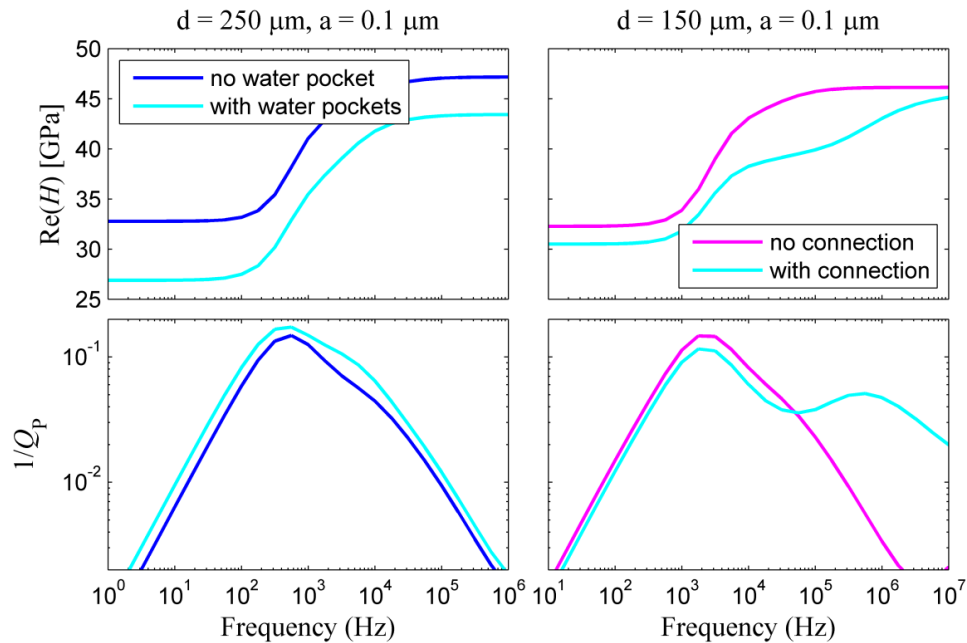 d = 250 μm, a = 0.1 μm
d = 150 μm, a = 0.1 μm
Re(H) [GPa]
50
45
40
35
30
25
no water pocket
with water pockets
no connection
with connection
1/Q_P
10^-1
10^-2
10^0 10^1 10^2 10^3 10^4 10^5 10^6
10^1 10^2 10^3 10^4 10^5 10^6 10^7
Frequency (Hz)
Frequency (Hz)